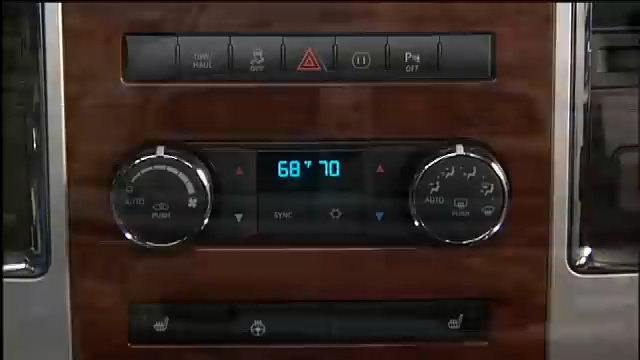 TOW/
HAUL
OFF
P
OFF
68°F 70
AUTO
PUSH
SYNC
AUTO
PUSH